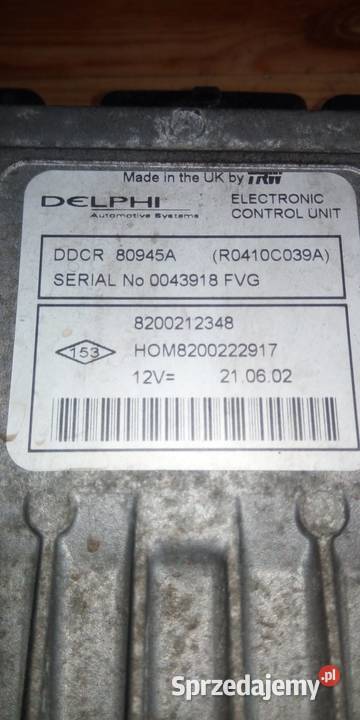 Made in the UK by TRW
DELPHI
Automotive Systems
ELECTRONIC
CONTROL UNIT
DDCR 80945A (R0410C039A)
SERIAL No 0043918 FVG
8200212348
153 HOM8200222917
12V= 21.06.02
Sprzedajemy.pl